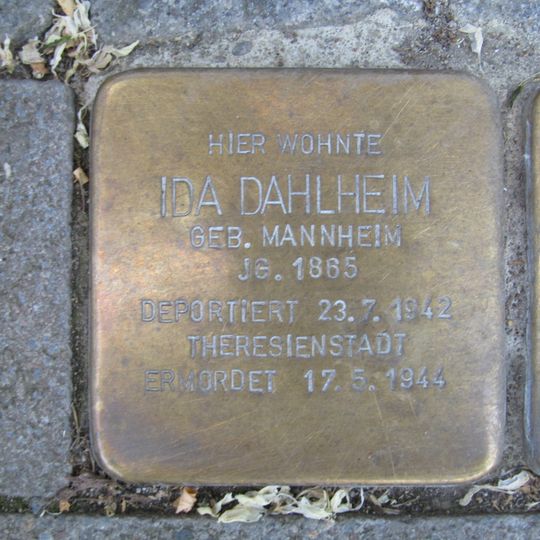 HIER WOHNTE
IDA DAHLHEIM
GEB. MANNHEIM
JG. 1865
DEPORTIERT 23.7.1942
THERESIENSTADT
ERMORDET 17.5.1944